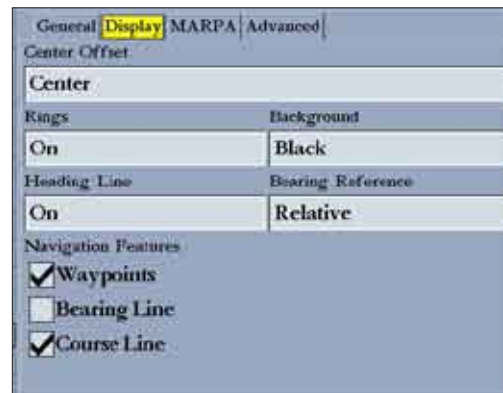 General Display MARPA Advanced
Center Offset
Center
Rings Background
On Black
Heading Line Bearing Reference
On Relative
Navigation Features
Waypoints
Bearing Line
Course Line